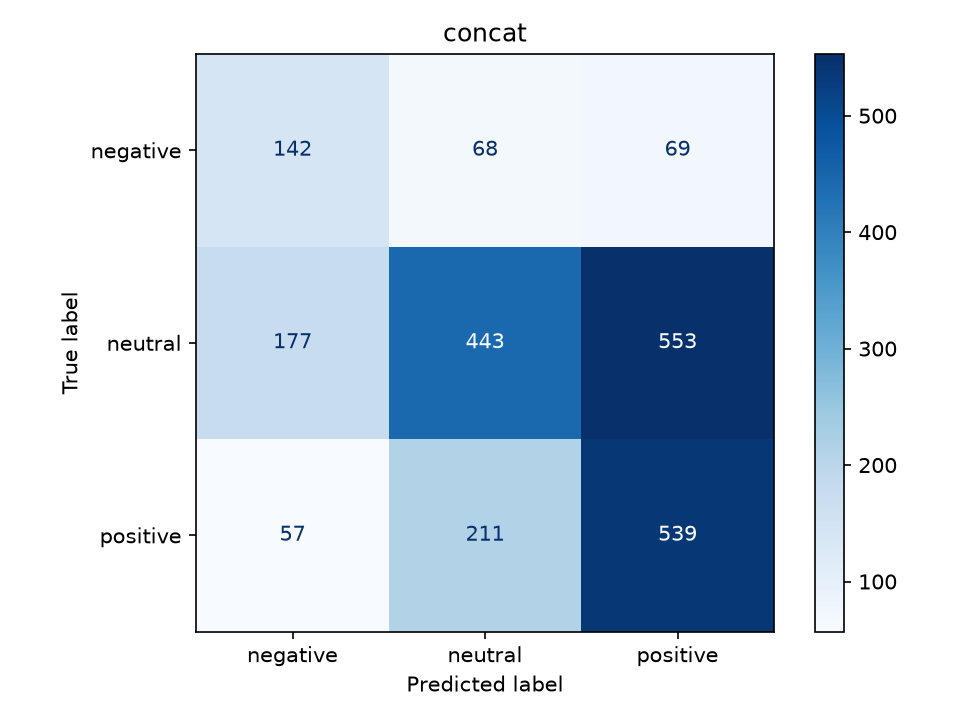 concat
negative 142 68 69
neutral 177 443 553
positive 57 211 539
negative neutral positive
Predicted label
True label
500
400
300
200
100